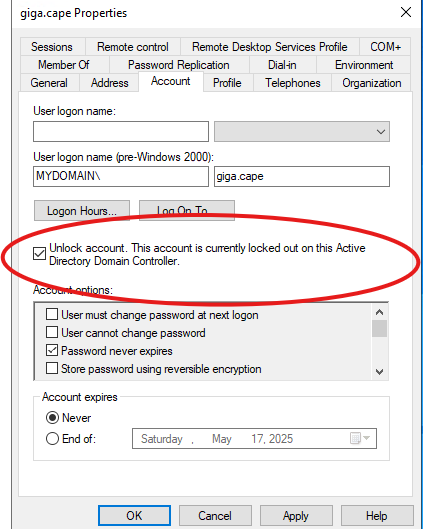 giga.cape Properties
Sessions Remote control Remote Desktop Services Profile COM+
Member Of Password Replication Dial-in Environment
General Address Account Profile Telephones Organization
User logon name:
User logon name (pre-Windows 2000):
MYDOMAIN\ giga.cape
Logon Hours... Log On To...
Unlock account. This account is currently locked out on this Active
Directory Domain Controller.
Account options:
User must change password at next logon
User cannot change password
Password never expires
Store password using reversible encryption
Account expires
Never
End of: Saturday , May 17, 2025
OK Cancel Apply Help